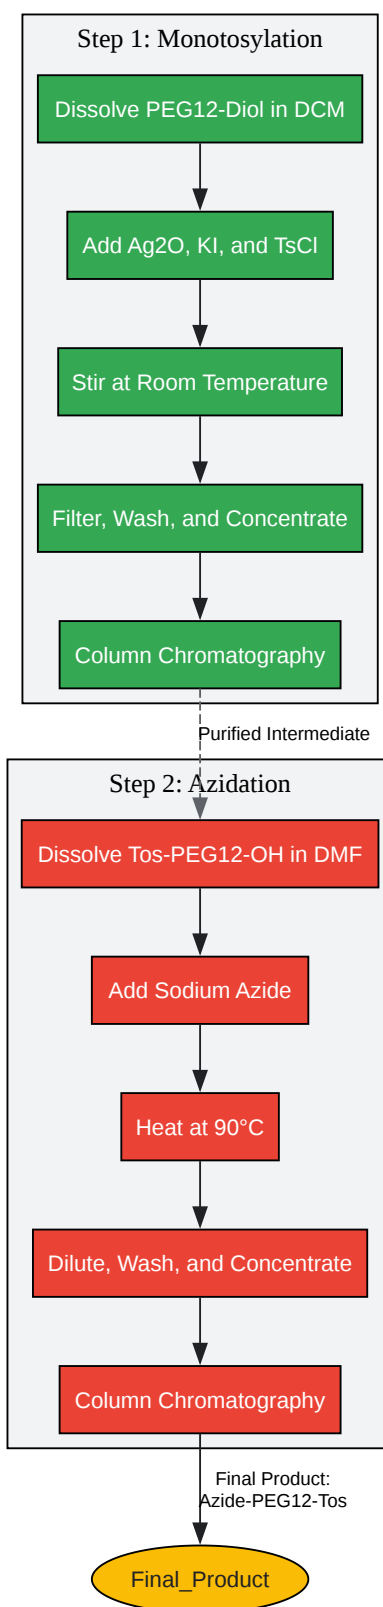 Step 1: Monotosylation
Dissolve PEG12-Diol in DCM
Add Ag2O, KI, and TsCl
Stir at Room Temperature
Filter, Wash, and Concentrate
Column Chromatography
Purified Intermediate
Step 2: Azidation
Dissolve Tos-PEG12-OH in DMF
Add Sodium Azide
Heat at 90°C
Dilute, Wash, and Concentrate
Column Chromatography
Final Product:
Azide-PEG12-Tos
Final_Product